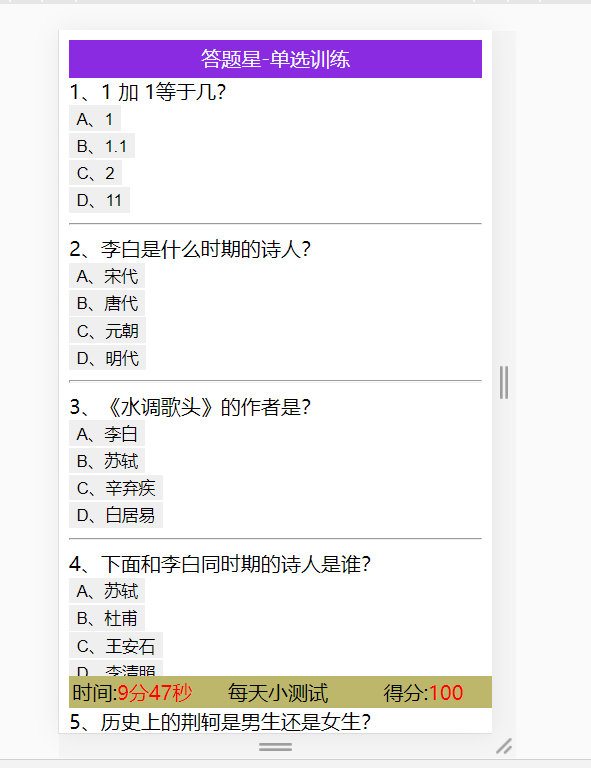 答题星-单选训练
1、1 加 1等于几?
A、1
B、1.1
C、2
D、11
2、李白是什么时期的诗人?
A、宋代
B、唐代
C、元朝
D、明代
3、《水调歌头》的作者是?
A、李白
B、苏轼
C、辛弃疾
D、白居易
4、下面和李白同时期的诗人是谁?
A、苏轼
B、杜甫
C、王安石
D、李清照
时间:9分47秒 每天小测试 得分:100
5、历史上的荆轲是男生还是女生?